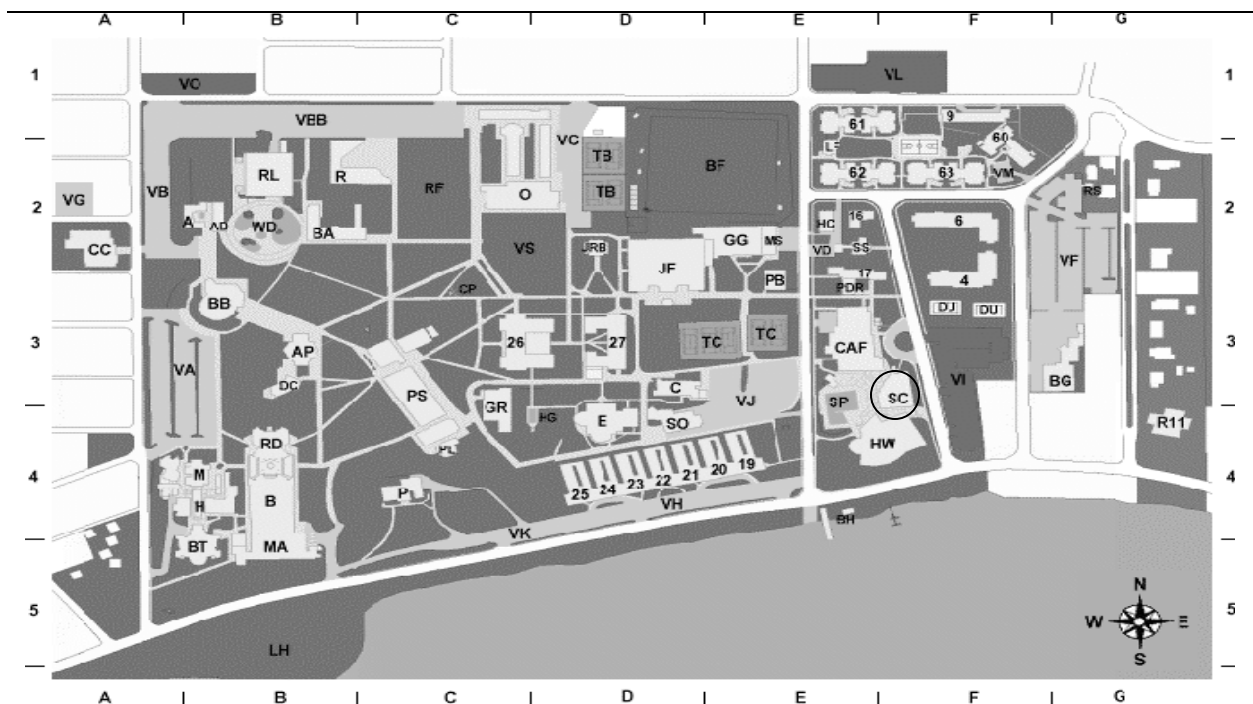 A B C D E F G
1 VO VL 1
VBB 61 9
VC 60
TB BF LF
RL R RF TB 62 63 VM
VB O RS
VG 2 A AD WD BA VS HC 16 6 2
CC JRB GG MS VD SS VF
JF
BB CP PB 17 4
PDR
DU DU
3 AP 26 27 TC TC CAF 3
VA VI
DC PS C BG
GR VJ SP SC
HG E SO R11
RD PL HW
4 M P 25 24 23 22 21 20 19 4
H B VH
VK BH
BT MA
N
5 W E 5
S
LH
A B C D E F G